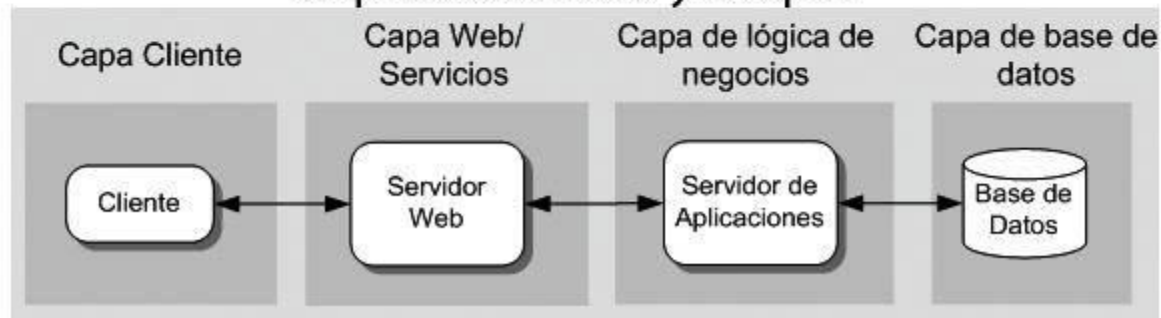 Capa Cliente
Capa Web/
Servicios
Capa de lógica de
negocios
Capa de base de
datos
Cliente
Servidor
Web
Servidor de
Aplicaciones
Base de
Datos